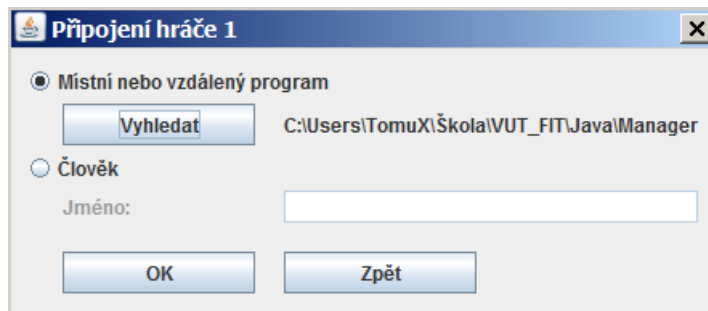 Připojení hráče 1
Místní nebo vzdálený program
Vyhledat C:\Users\TomuX\Škola\VUT_FIT\Java\Manager
Člověk
Jméno:
OK Zpět